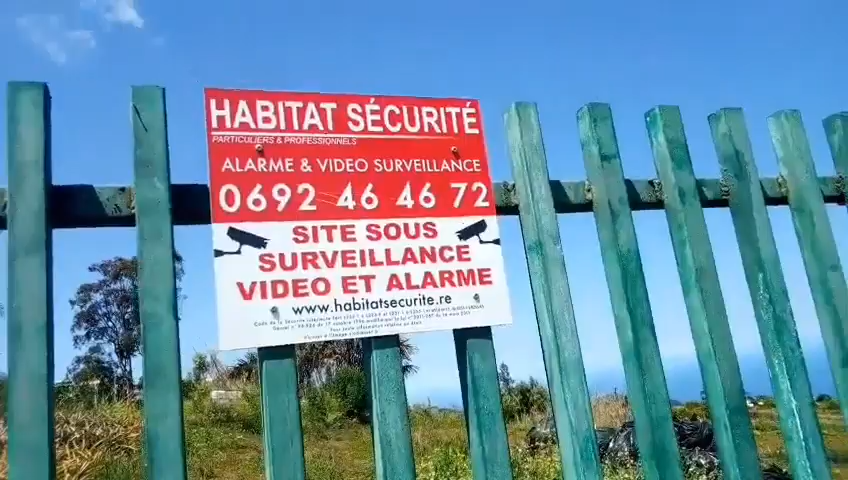 HABITAT SÉCURITÉ
PARTICULIERS & PROFESSIONNELS
ALARME & VIDEO SURVEILLANCE
0692 46 46 72
SITE SOUS
SURVEILLANCE
VIDEO ET ALARME
www.habitatsecurite.re